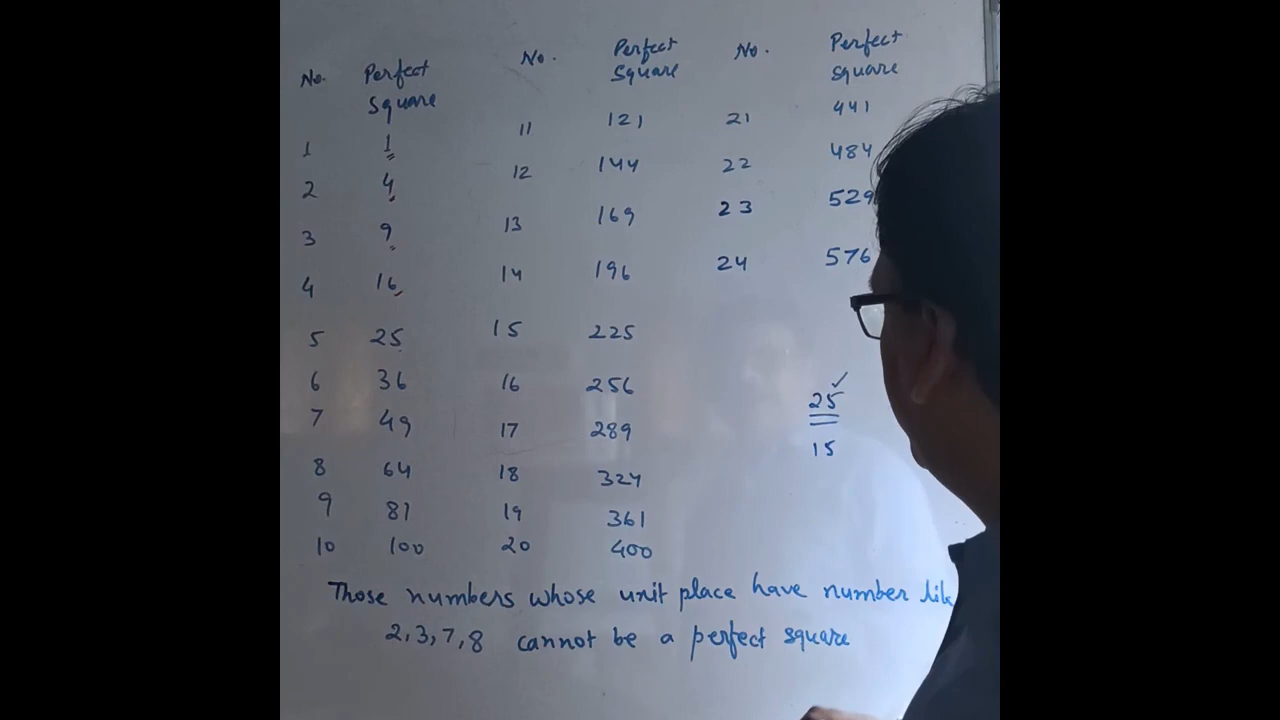 No. Perfect Square No. Perfect Square No. Perfect Square
1 1 11 121 21 441
2 4 12 144 22 484
3 9 13 169 23 529
4 16 14 196 24 576
5 25 15 225
6 36 16 256
7 49 17 289
8 64 18 324
9 81 19 361
10 100 20 400
25
15
Those numbers whose unit place have number
2,3,7,8 cannot be a perfect square